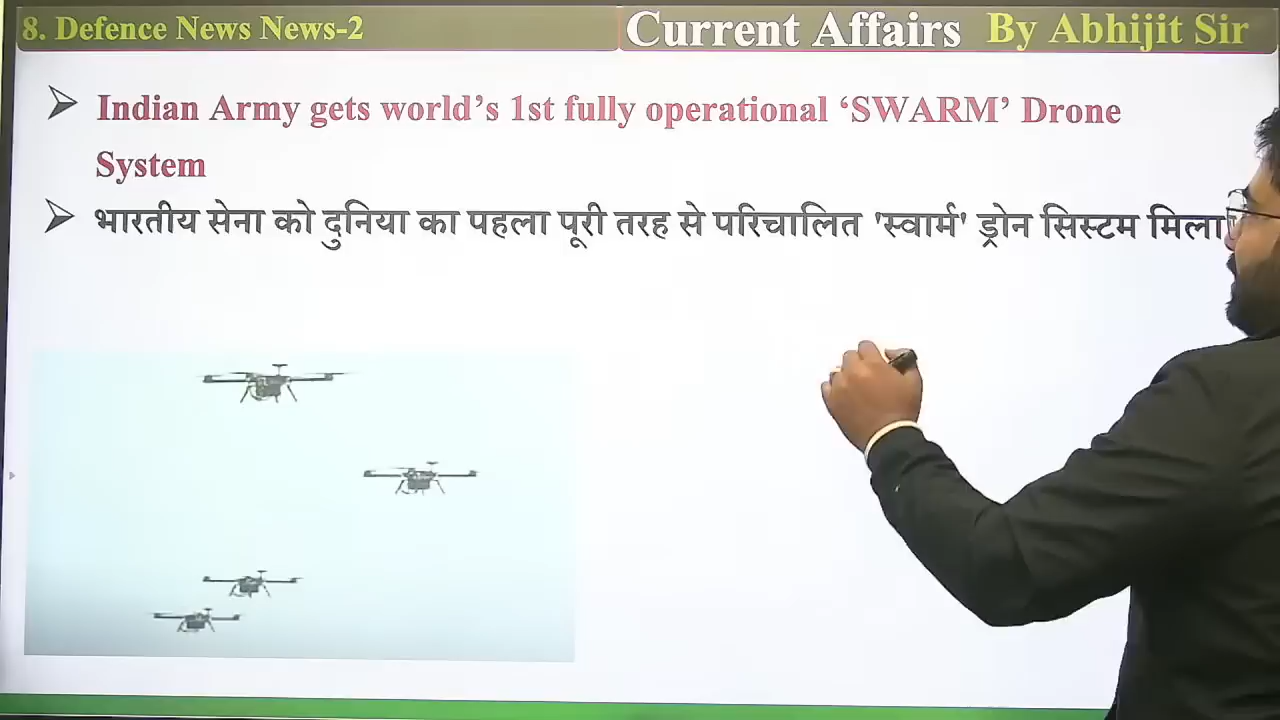 8. Defence News News-2
Current Affairs By Abhijit Sir
Indian Army gets world's 1st fully operational 'SWARM' Drone
System
भारतीय सेना को दुनिया का पहला पूरी तरह से परिचालित 'स्वार्म' ड्रोन सिस्टम मिला